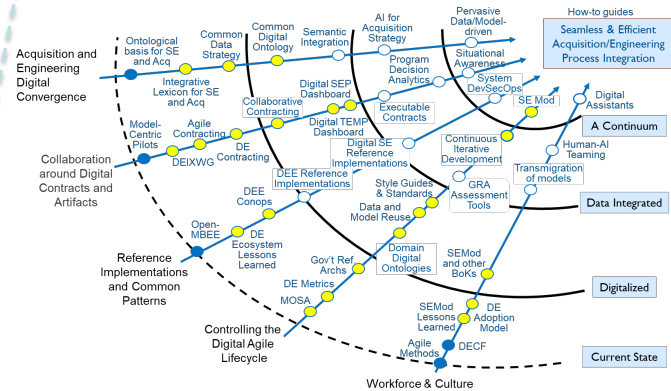 How-to guides
Seamless & Efficient
Acquisition/Engineering
Process Integration
Pervasive
Data/Model-
driven
AI for
Acquisition
Strategy
Semantic
Integration
Common
Digital
Ontology
Common
Data
Strategy
Ontological
basis for SE
and Acq
Acquisition and
Engineering
Digital
Convergence
Integrative
Lexicon for SE
and Acq
Situational
Awareness
Program
Decision
Analytics
System
DevSecOps
Digital SEP
Dashboard
Executable
Contracts
SE Mod
Digital
Assistants
Collaborative
Contracting
Digital TEMP
Dashboard
Model-
Centric
Pilots
Agile
Contracting
DEIXWG
DE
Contracting
Collaboration
around Digital
Contracts and
Artifacts
A Continuum
Digital SE
Reference
Implementations
Continuous
Iterative
Development
Human-AI
Teaming
Transmigration
of models
DEE Reference
Implementations
Style Guides
& Standards
GRA
Assessment
Tools
Data Integrated
DEE
Conops
Data and
Model Reuse
Open-
MBEE
DE
Ecosystem
Lessons
Learned
Domain
Digital
Ontologies
SEMod
and other
BoKs
Reference
Implementations
and Common
Patterns
Gov't Ref
Archs
DE Metrics
MOSA
Digitalized
SEMod
Lessons
Learned
DE
Adoption
Model
Controlling the
Digital Agile
Lifecycle
Agile
Methods
DECF
Current State
Workforce & Culture